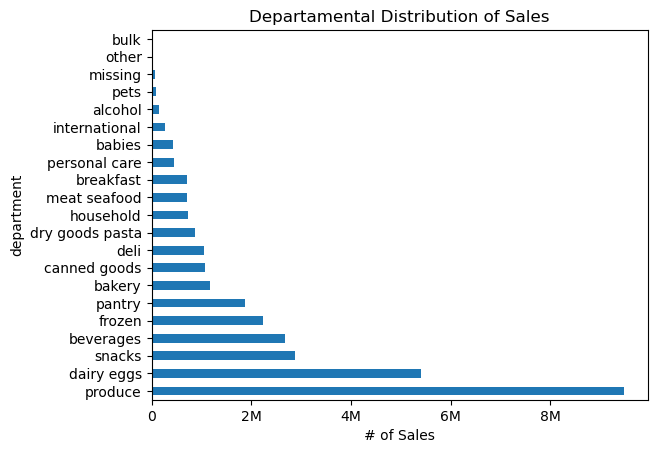 Departamental Distribution of Sales
bulk
other
missing
pets
alcohol
international
babies
personal care
breakfast
meat seafood
household
dry goods pasta
deli
canned goods
bakery
pantry
frozen
beverages
snacks
dairy eggs
produce
department
0 2M 4M 6M 8M
# of Sales